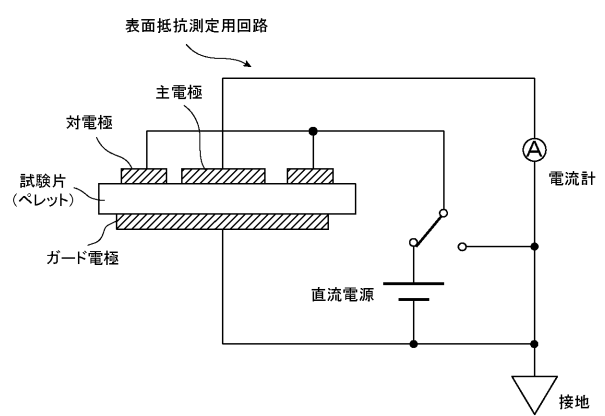 表面抵抗測定用回路
主電極
対電極
試験片
(ペレット)
ガード電極
A
電流計
直流電源
接地